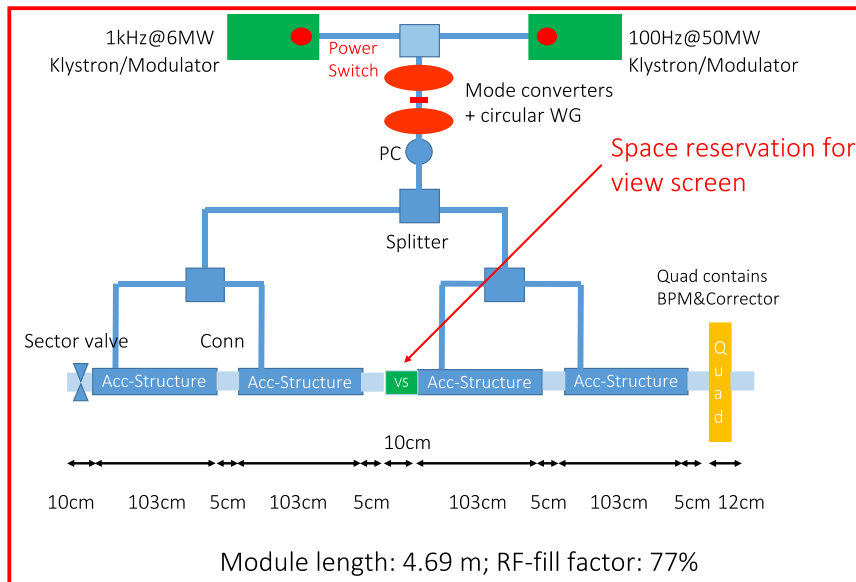 1kHz@6MW
Klystron/Modulator
Power
Switch
100Hz@50MW
Klystron/Modulator
Mode converters
+ circular WG
PC
Space reservation for
view screen
Splitter
Quad contains
BPM&Corrector
Sector valve
Conn
Acc-Structure
Acc-Structure
VS
Acc-Structure
Acc-Structure
Quad
10cm
10cm
103cm
5cm
103cm
5cm
103cm
5cm
103cm
5cm
12cm
Module length: 4.69 m; RF-fill factor: 77%